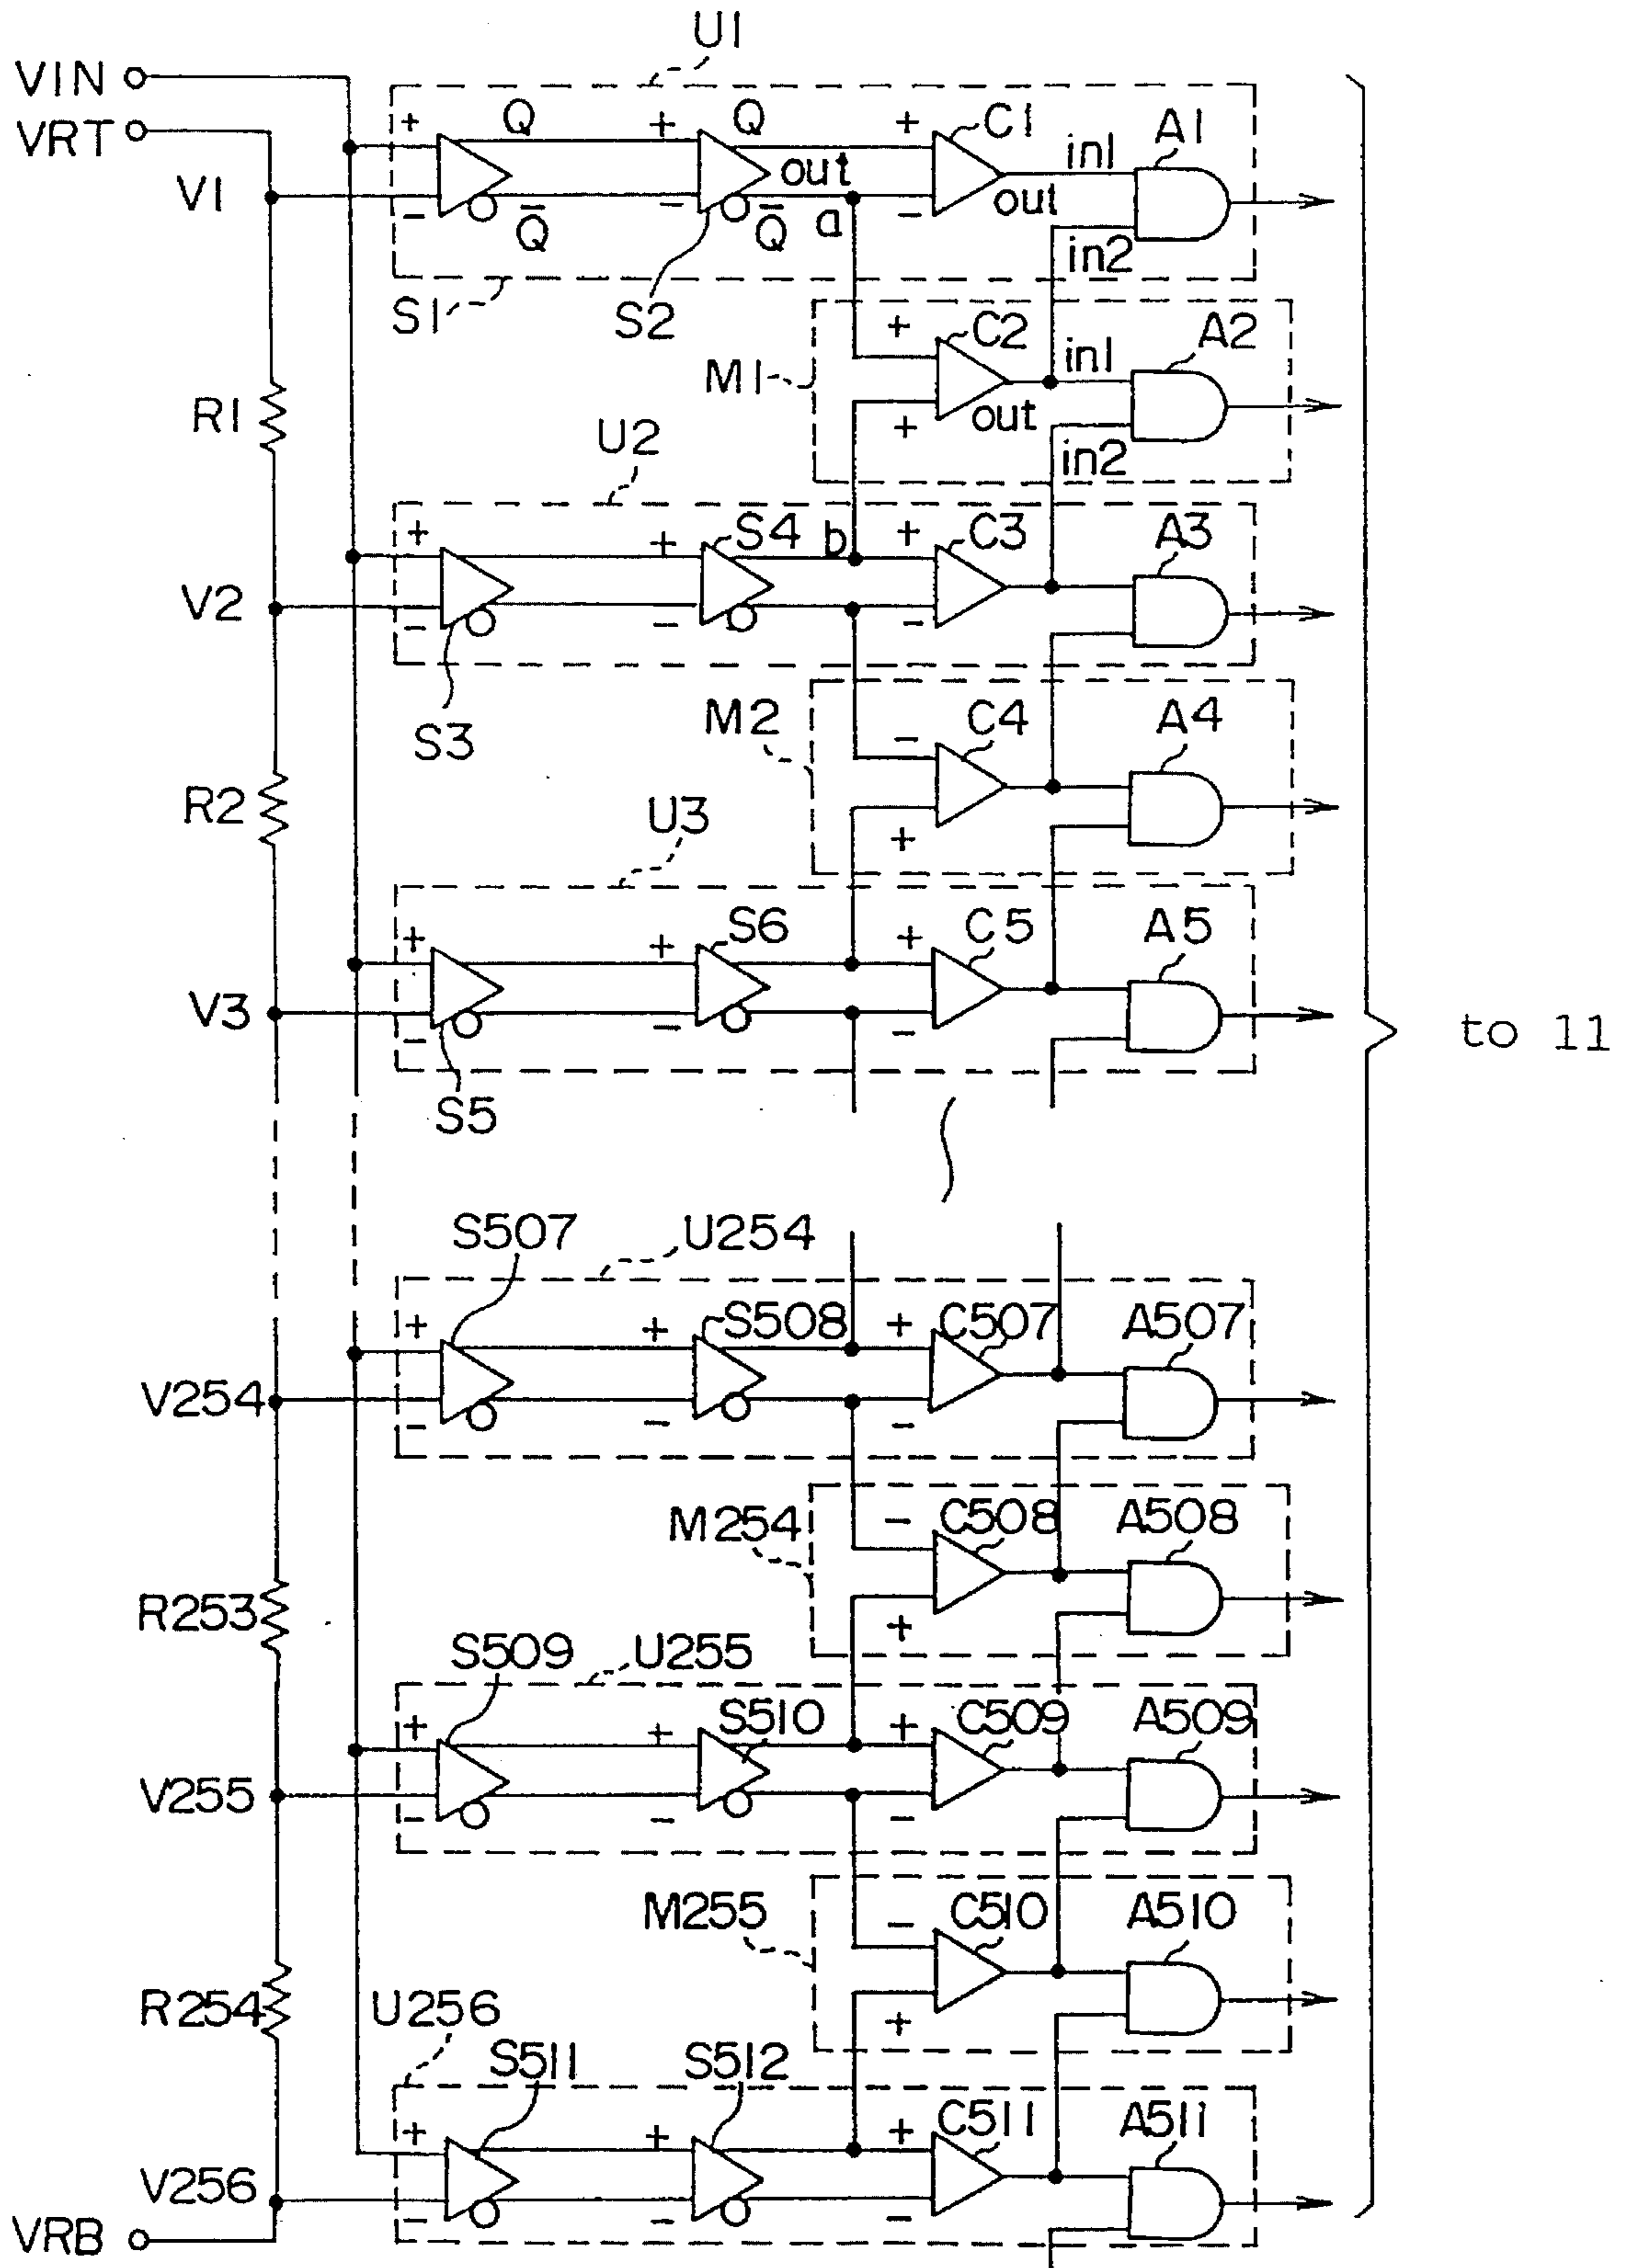 U1
VIN
VRT
+ Q + Q + C1 A1
in1
out
out
V1
- Q̄ - Q̄ a -
in2
S1
S2
+ C2 A2
in1
M1
R1
out
+
in2
U2
+ + S4 b + C3 A3
V2
- - -
S3
M2
- C4 A4
R2
U3
+
+ + S6 + C5 A5
V3
- - -
to 11
S5
S507
U254
+ + S508 + C507 A507
V254
- - -
M254
- C508 A508
R253
+
S509
U255
+ + S510 + C509 A509
V255
- - -
M255
- C510 A510
R254
U256
+
S511
S512
+ + + C511 A511
V256
- - -
VRB